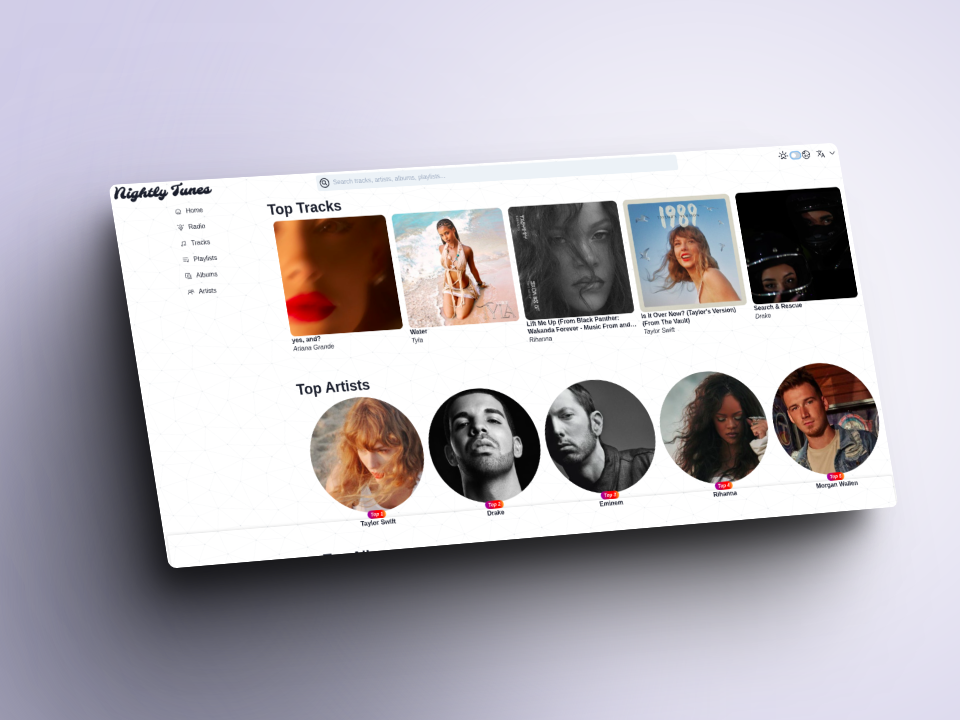 Nightly Tunes
Search tracks, artists, albums, playlists...
Home
Radio
Tracks
Playlists
Albums
Artists
Top Tracks
yes, and?
Ariana Grande
Water
Tyla
Lift Me Up (From Black Panther:
Wakanda Forever - Music From and...
Rihanna
Is It Over Now? (Taylor's Version)
(From The Vault)
Taylor Swift
Search & Rescue
Drake
Top Artists
Top 1
Taylor Swift
Top 2
Drake
Top 3
Eminem
Top 4
Rihanna
Top 5
Morgan Wallen